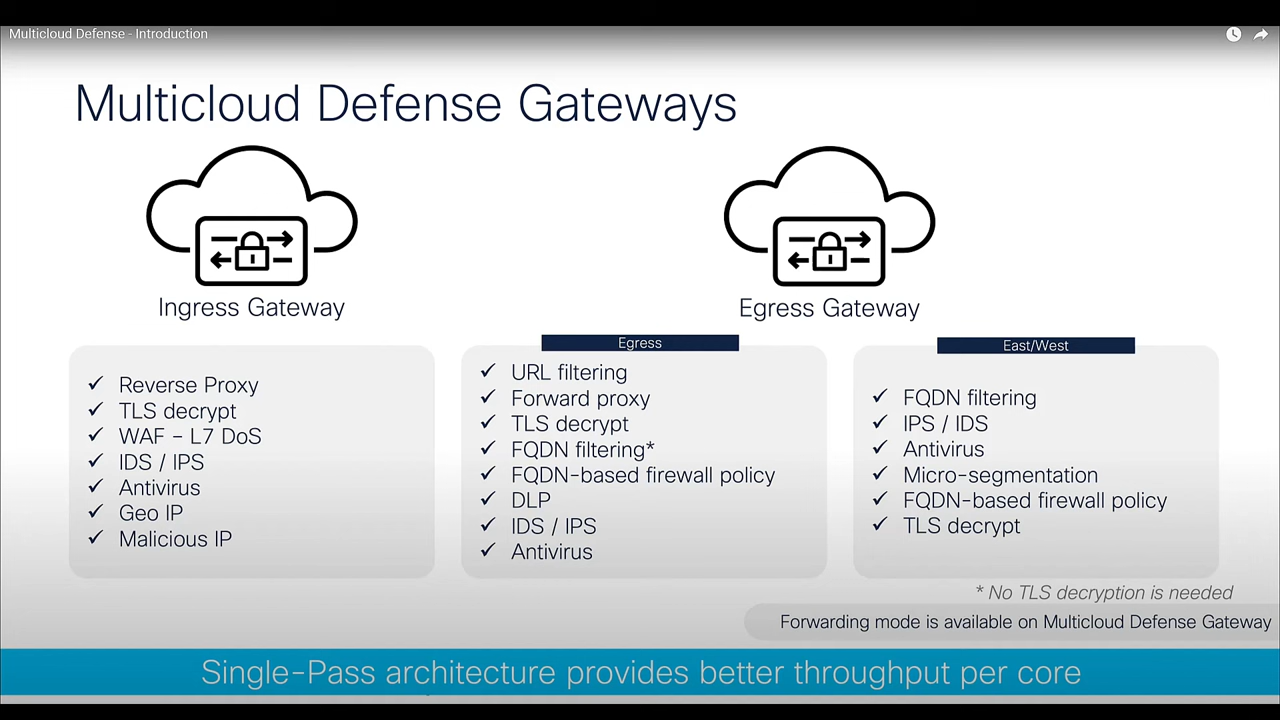 Multicloud Defense - Introduction
Multicloud Defense Gateways
Ingress Gateway
Reverse Proxy
TLS decrypt
WAF – L7 DoS
IDS / IPS
Antivirus
Geo IP
Malicious IP
Egress Gateway
Egress
URL filtering
Forward proxy
TLS decrypt
FQDN filtering*
FQDN-based firewall policy
DLP
IDS / IPS
Antivirus
East/West
FQDN filtering
IPS / IDS
Antivirus
Micro-segmentation
FQDN-based firewall policy
TLS decrypt
* No TLS decryption is needed
Forwarding mode is available on Multicloud Defense Gateway
Single-Pass architecture provides better throughput per core